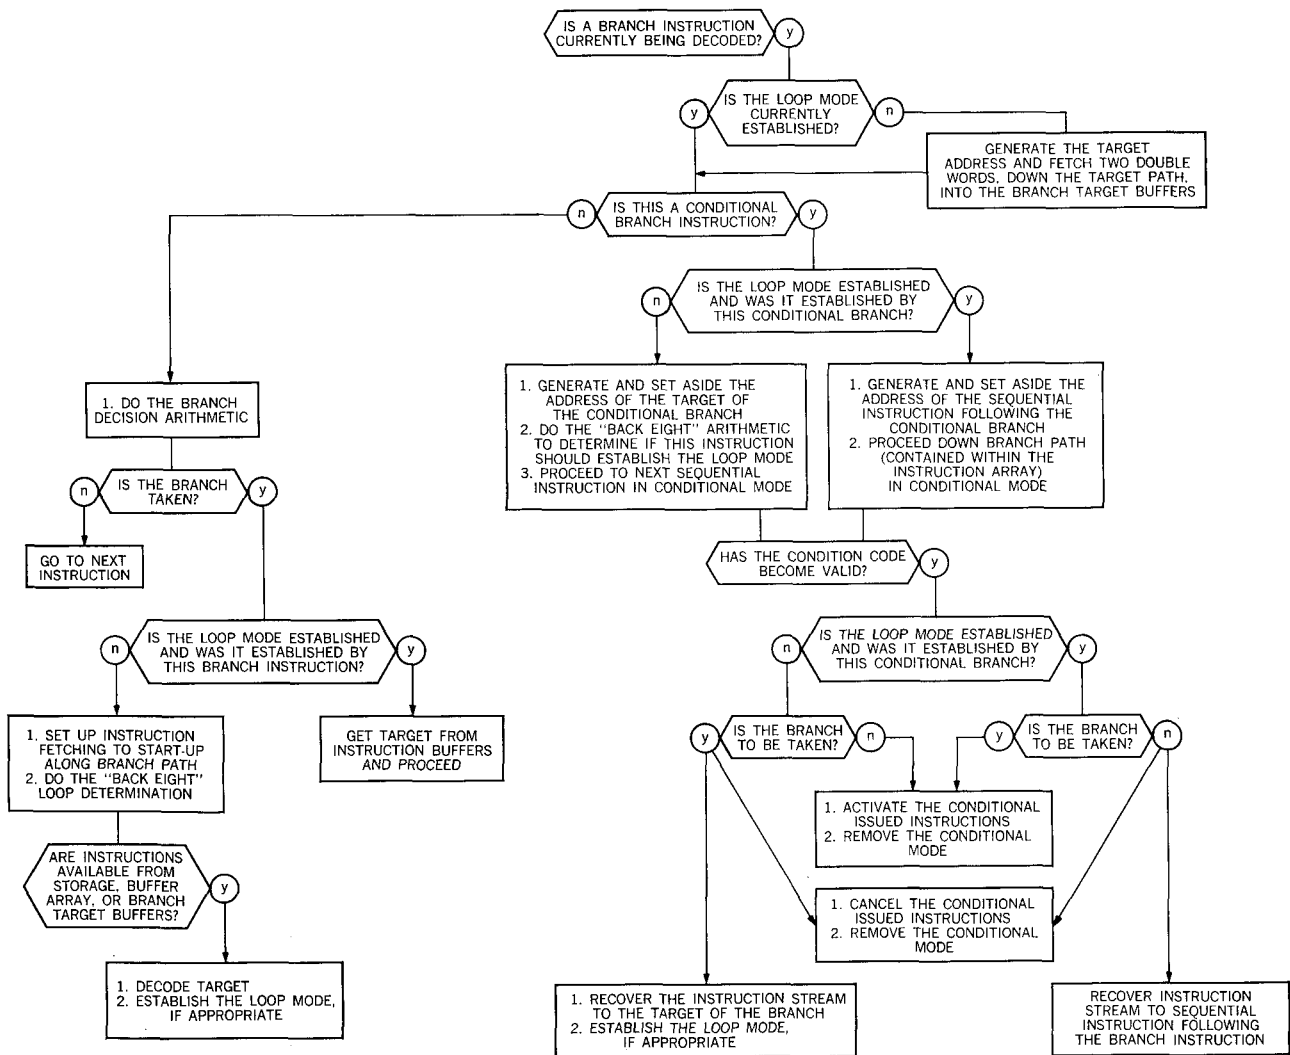 IS A BRANCH INSTRUCTION
CURRENTLY BEING DECODED?
y
IS THE LOOP MODE
CURRENTLY
ESTABLISHED?
y
n
GENERATE THE TARGET
ADDRESS AND FETCH TWO DOUBLE
WORDS, DOWN THE TARGET PATH,
INTO THE BRANCH TARGET BUFFERS
n
IS THIS A CONDITIONAL
BRANCH INSTRUCTION?
y
n
IS THE LOOP MODE ESTABLISHED
AND WAS IT ESTABLISHED BY
THIS CONDITIONAL BRANCH?
y
1. DO THE BRANCH
DECISION ARITHMETIC
1. GENERATE AND SET ASIDE THE
ADDRESS OF THE TARGET OF
THE CONDITIONAL BRANCH
2. DO THE "BACK EIGHT" ARITHMETIC
TO DETERMINE IF THIS INSTRUCTION
SHOULD ESTABLISH THE LOOP MODE
3. PROCEED TO NEXT SEQUENTIAL
INSTRUCTION IN CONDITIONAL MODE
1. GENERATE AND SET ASIDE THE
ADDRESS OF THE SEQUENTIAL
INSTRUCTION FOLLOWING THE
CONDITIONAL BRANCH
2. PROCEED DOWN BRANCH PATH
(CONTAINED WITHIN THE
INSTRUCTION ARRAY)
IN CONDITIONAL MODE
n
IS THE BRANCH
TAKEN?
y
GO TO NEXT
INSTRUCTION
HAS THE CONDITION CODE
BECOME VALID?
y
n
IS THE LOOP MODE ESTABLISHED
AND WAS IT ESTABLISHED BY
THIS BRANCH INSTRUCTION?
y
n
IS THE LOOP MODE ESTABLISHED
AND WAS IT ESTABLISHED BY
THIS CONDITIONAL BRANCH?
y
1. SET UP INSTRUCTION
FETCHING TO START-UP
ALONG BRANCH PATH
2. DO THE "BACK EIGHT"
LOOP DETERMINATION
GET TARGET FROM
INSTRUCTION BUFFERS
AND PROCEED
y
IS THE BRANCH
TO BE TAKEN?
n
y
IS THE BRANCH
TO BE TAKEN?
n
1. ACTIVATE THE CONDITIONAL
ISSUED INSTRUCTIONS
2. REMOVE THE CONDITIONAL
MODE
ARE INSTRUCTIONS
AVAILABLE FROM
STORAGE, BUFFER
ARRAY, OR BRANCH
TARGET BUFFERS?
y
1. CANCEL THE CONDITIONAL
ISSUED INSTRUCTIONS
2. REMOVE THE CONDITIONAL
MODE
1. DECODE TARGET
2. ESTABLISH THE LOOP MODE,
IF APPROPRIATE
1. RECOVER THE INSTRUCTION STREAM
TO THE TARGET OF THE BRANCH
2. ESTABLISH THE LOOP MODE,
IF APPROPRIATE
RECOVER INSTRUCTION
STREAM TO SEQUENTIAL
INSTRUCTION FOLLOWING
THE BRANCH INSTRUCTION